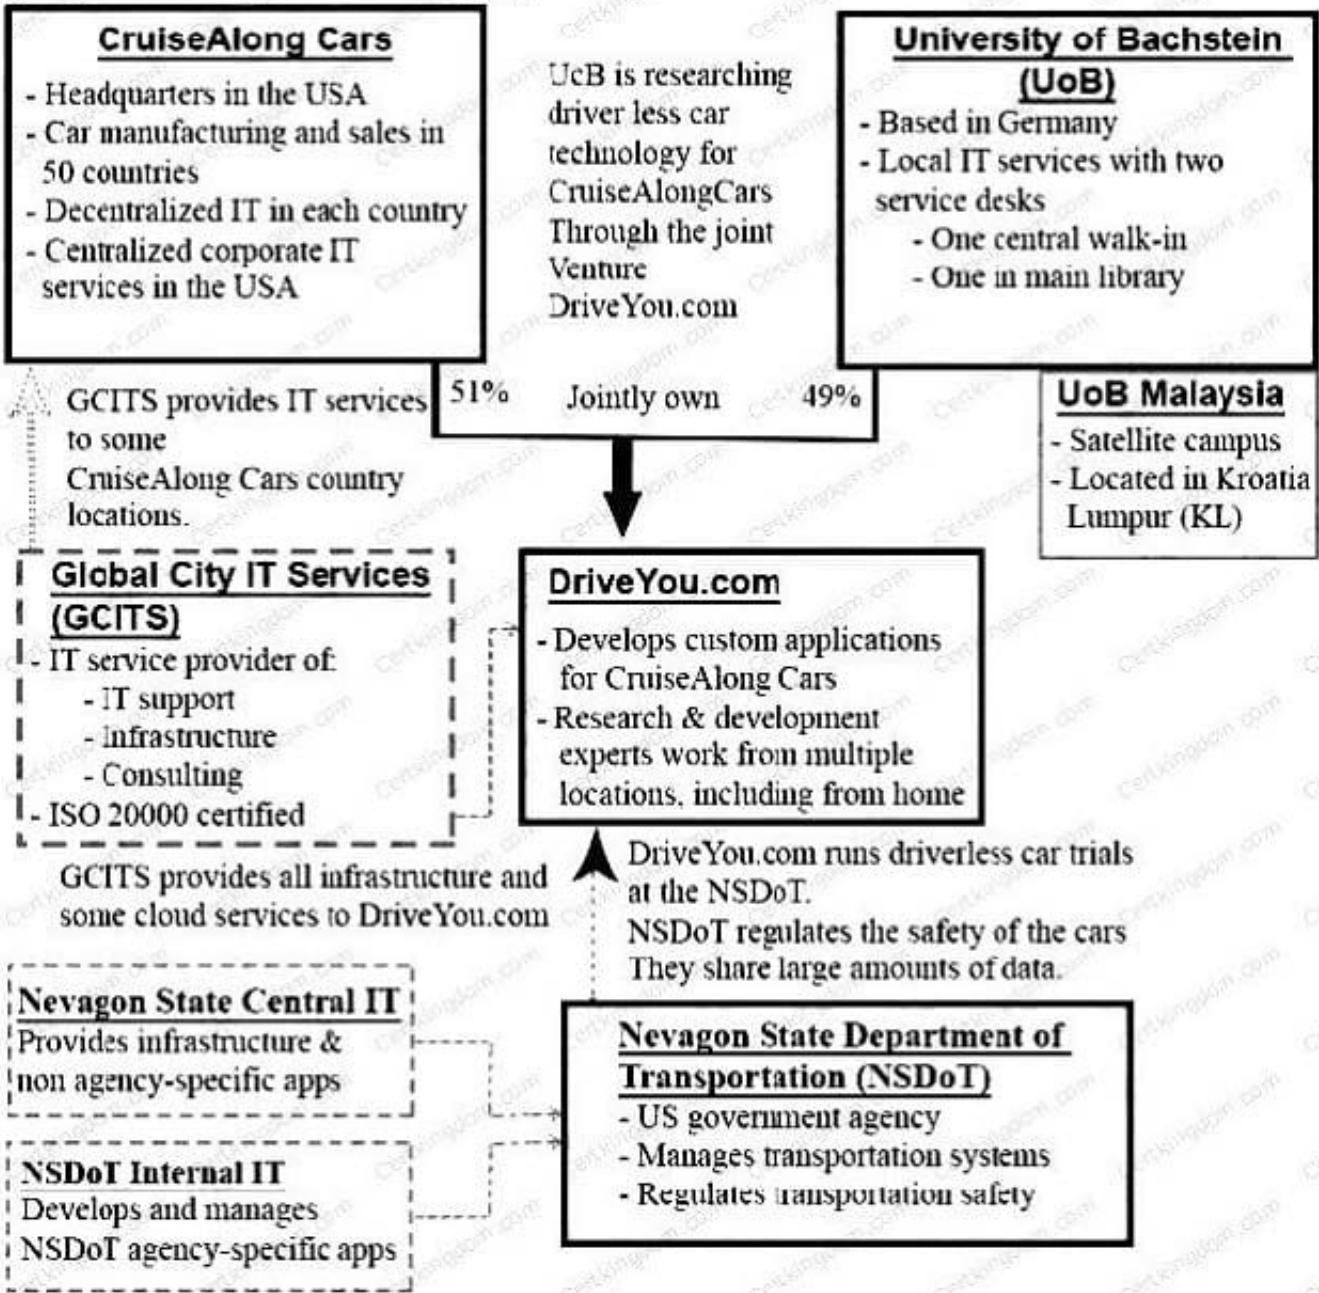 CruiseAlong Cars
- Headquarters in the USA
- Car manufacturing and sales in
50 countries
- Decentralized IT in each country
- Centralized corporate IT
services in the USA
UcB is researching
driver less car
technology for
CruiseAlongCars
Through the joint
Venture
DriveYou.com
University of Bachstein
(UoB)
- Based in Germany
- Local IT services with two
service desks
- One central walk-in
- One in main library
51% Jointly own 49%
UoB Malaysia
- Satellite campus
- Located in Kroatia
Lumpur (KL)
GCITS provides IT services
to some
CruiseAlong Cars country
locations.
Global City IT Services
(GCITS)
- IT service provider of:
- IT support
- Infrastructure
- Consulting
- ISO 20000 certified
DriveYou.com
- Develops custom applications
for CruiseAlong Cars
- Research & development
experts work from multiple
locations, including from home
GCITS provides all infrastructure and
some cloud services to DriveYou.com
DriveYou.com runs driverless car trials
at the NSDoT.
NSDoT regulates the safety of the cars
They share large amounts of data.
Nevagon State Central IT
Provides infrastructure &
non agency-specific apps
NSDoT Internal IT
Develops and manages
NSDoT agency-specific apps
Nevagon State Department of
Transportation (NSDoT)
- US government agency
- Manages transportation systems
- Regulates transportation safety
Certkingdom.com